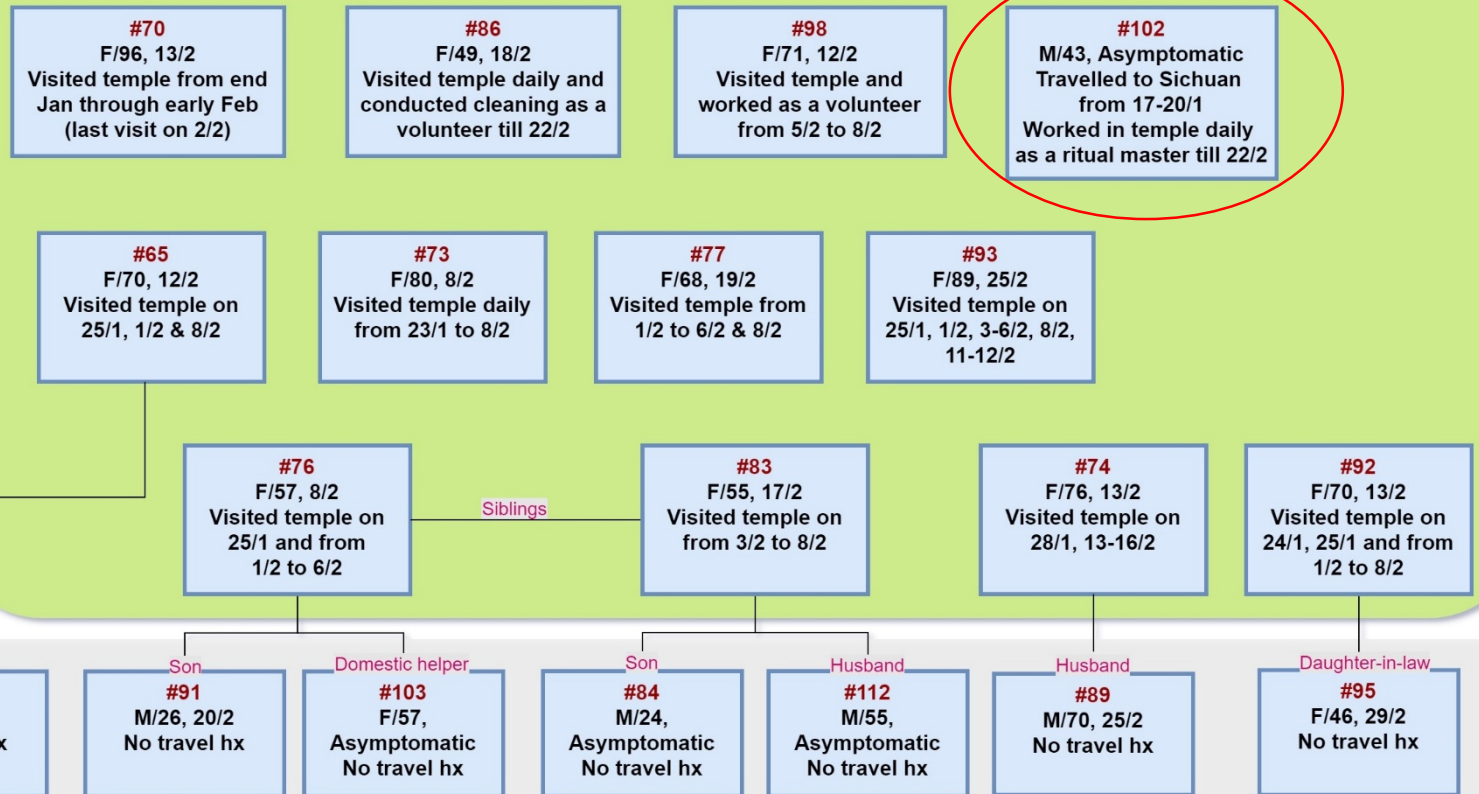 #70
F/96, 13/2
Visited temple from end
Jan through early Feb
(last visit on 2/2)
#86
F/49, 18/2
Visited temple daily and
conducted cleaning as a
volunteer till 22/2
#98
F/71, 12/2
Visited temple and
worked as a volunteer
from 5/2 to 8/2
#102
M/43, Asymptomatic
Travelled to Sichuan
from 17-20/1
Worked in temple daily
as a ritual master till 22/2
#65
F/70, 12/2
Visited temple on
25/1, 1/2 & 8/2
#73
F/80, 8/2
Visited temple daily
from 23/1 to 8/2
#77
F/68, 19/2
Visited temple from
1/2 to 6/2 & 8/2
#93
F/89, 25/2
Visited temple on
25/1, 1/2, 3-6/2, 8/2,
11-12/2
#76
F/57, 8/2
Visited temple on
25/1 and from
1/2 to 6/2
Siblings
#83
F/55, 17/2
Visited temple on
from 3/2 to 8/2
#74
F/76, 13/2
Visited temple on
28/1, 13-16/2
#92
F/70, 13/2
Visited temple on
24/1, 25/1 and from
1/2 to 8/2
x
Son
#91
M/26, 20/2
No travel hx
Domestic helper
#103
F/57,
Asymptomatic
No travel hx
Son
#84
M/24,
Asymptomatic
No travel hx
Husband
#112
M/55,
Asymptomatic
No travel hx
Husband
#89
M/70, 25/2
No travel hx
Daughter-in-law
#95
F/46, 29/2
No travel hx